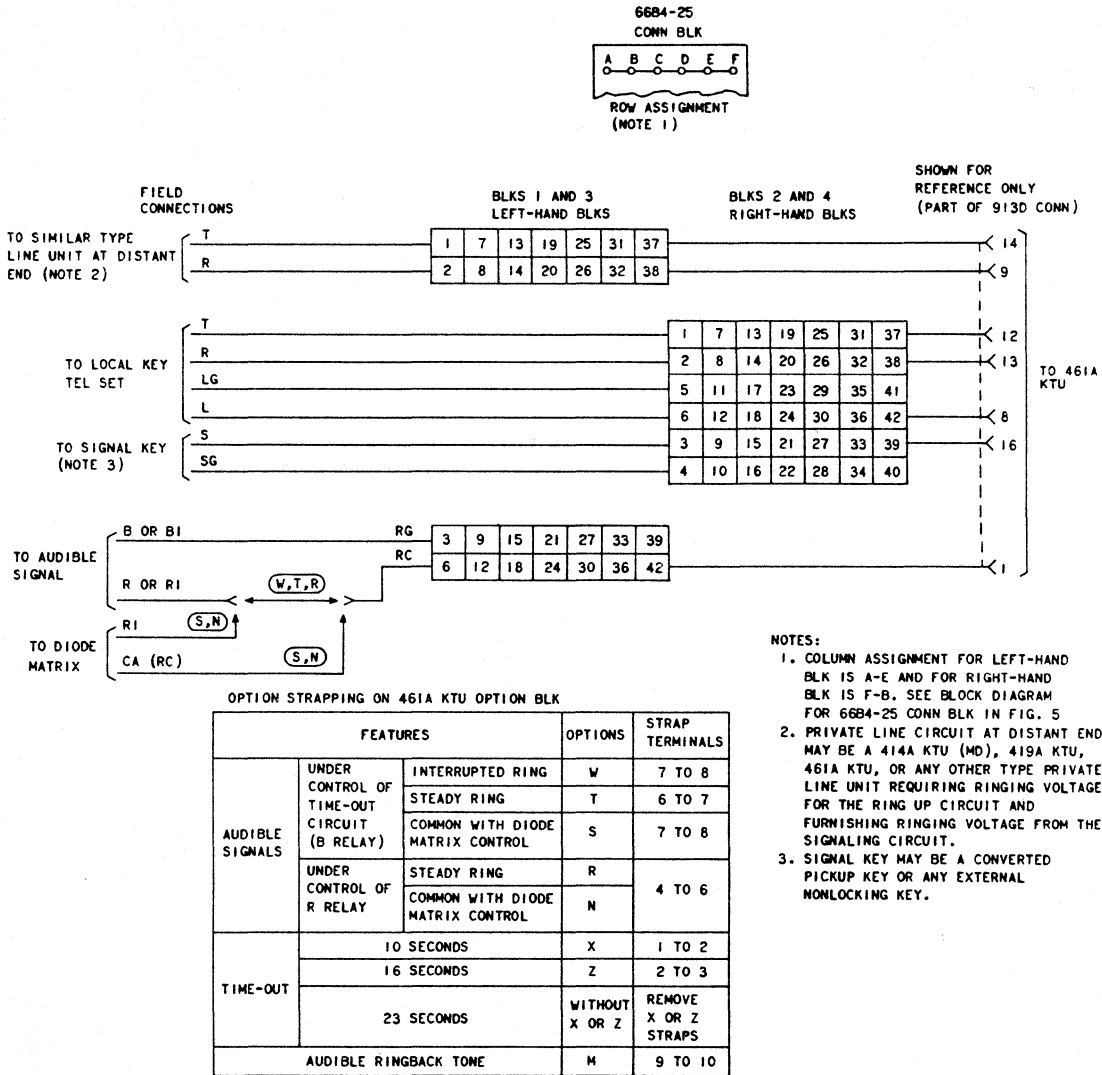 66B4-25
CONN BLK
A B C D E F
ROW ASSIGNMENT
(NOTE 1)
FIELD
CONNECTIONS
BLKS 1 AND 3
LEFT-HAND BLKS
BLKS 2 AND 4
RIGHT-HAND BLKS
SHOWN FOR
REFERENCE ONLY
(PART OF 913D CONN)
TO SIMILAR TYPE
LINE UNIT AT DISTANT
END (NOTE 2)
T 1 7 13 19 25 31 37 14
R 2 8 14 20 26 32 38 9
TO LOCAL KEY
TEL SET
T 1 7 13 19 25 31 37 12
R 2 8 14 20 26 32 38 13
LG 5 11 17 23 29 35 41
L 6 12 18 24 30 36 42 8
TO SIGNAL KEY
(NOTE 3)
S 3 9 15 21 27 33 39 16
SG 4 10 16 22 28 34 40
TO 461A
KTU
TO AUDIBLE
SIGNAL
B OR B1 RG 3 9 15 21 27 33 39
RC 6 12 18 24 30 36 42 1
R OR R1 W,T,R
TO DIODE
MATRIX
R1 S,N
CA (RC) S,N
OPTION STRAPPING ON 461A KTU OPTION BLK
FEATURES OPTIONS STRAP
TERMINALS
AUDIBLE
SIGNALS
UNDER
CONTROL OF
TIME-OUT
CIRCUIT
(B RELAY)
INTERRUPTED RING W 7 TO 8
STEADY RING T 6 TO 7
COMMON WITH DIODE
MATRIX CONTROL
S 7 TO 8
UNDER
CONTROL OF
R RELAY
STEADY RING R
COMMON WITH DIODE
MATRIX CONTROL
N
4 TO 6
TIME-OUT
10 SECONDS X 1 TO 2
16 SECONDS Z 2 TO 3
23 SECONDS
WITHOUT
X OR Z
REMOVE
X OR Z
STRAPS
AUDIBLE RINGBACK TONE M 9 TO 10
NOTES:
1. COLUMN ASSIGNMENT FOR LEFT-HAND
BLK IS A-E AND FOR RIGHT-HAND
BLK IS F-B. SEE BLOCK DIAGRAM
FOR 66B4-25 CONN BLK IN FIG. 5
2. PRIVATE LINE CIRCUIT AT DISTANT END
MAY BE A 414A KTU (MD), 419A KTU,
461A KTU, OR ANY OTHER TYPE PRIVATE
LINE UNIT REQUIRING RINGING VOLTAGE
FOR THE RING UP CIRCUIT AND
FURNISHING RINGING VOLTAGE FROM THE
SIGNALING CIRCUIT.
3. SIGNAL KEY MAY BE A CONVERTED
PICKUP KEY OR ANY EXTERNAL
NONLOCKING KEY.